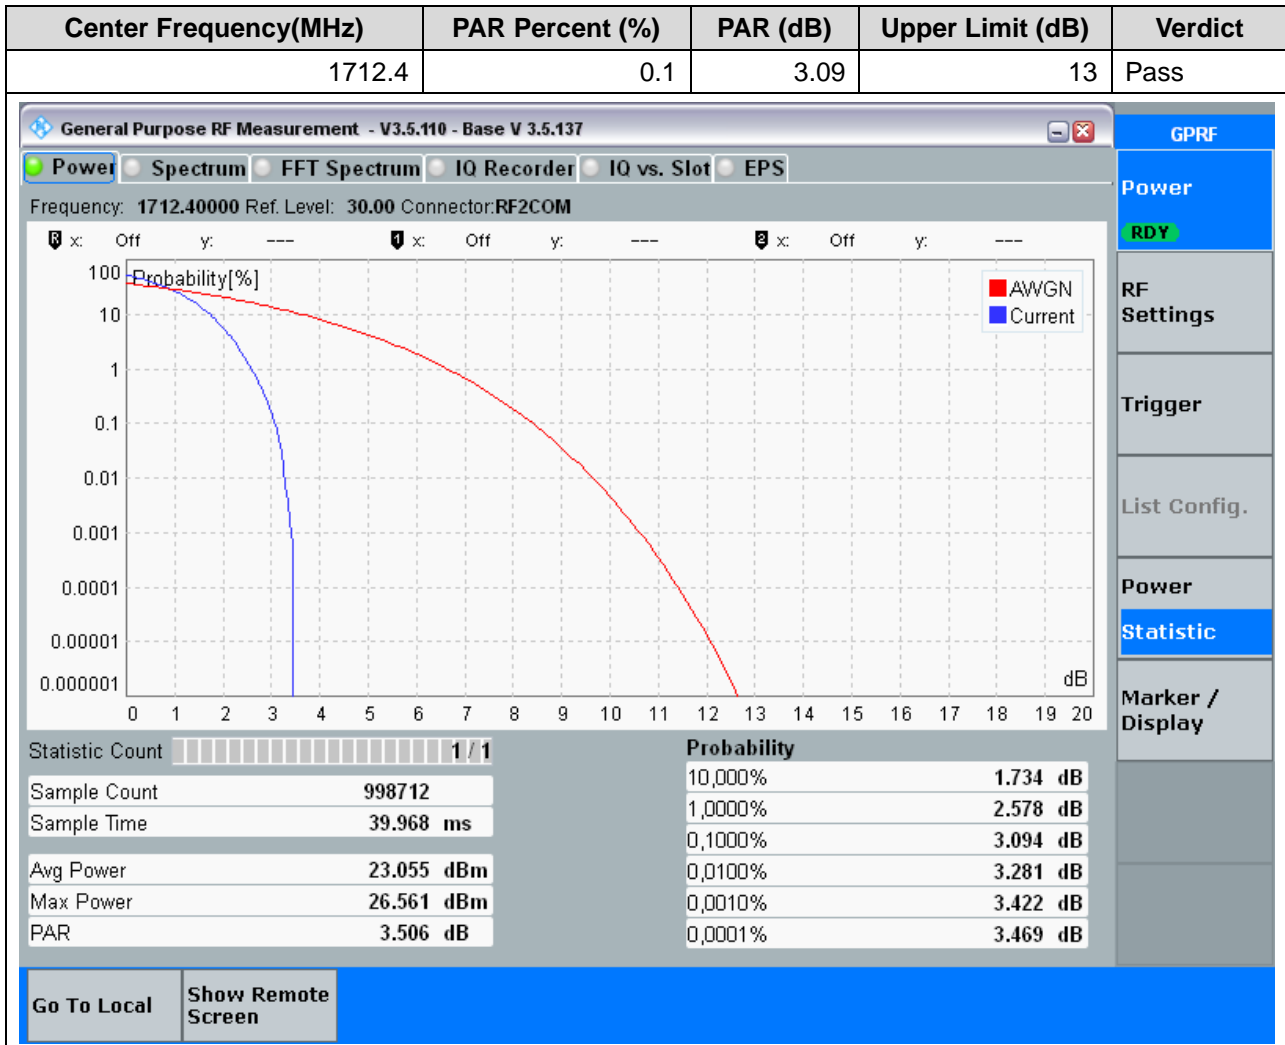 Center Frequency(MHz) PAR Percent (%) PAR (dB) Upper Limit (dB) Verdict
1712.4 0.1 3.09 13 Pass
General Purpose RF Measurement - V3.5.110 - Base V 3.5.137
GPRF
Power Spectrum FFT Spectrum IQ Recorder IQ vs. Slot EPS
Frequency: 1712.40000 Ref. Level: 30.00 Connector:RF2COM
R x: Off y: --- 1 x: Off y: --- 2 x: Off y: ---
Probability[%]
AWGN
Current
100
10
1
0.1
0.01
0.001
0.0001
0.00001
0.000001
dB
0 1 2 3 4 5 6 7 8 9 10 11 12 13 14 15 16 17 18 19 20
Statistic Count 1 / 1
Sample Count 998712
Sample Time 39.968 ms
Avg Power 23.055 dBm
Max Power 26.561 dBm
PAR 3.506 dB
Probability
10,000% 1.734 dB
1,0000% 2.578 dB
0,1000% 3.094 dB
0,0100% 3.281 dB
0,0010% 3.422 dB
0,0001% 3.469 dB
Power
RDY
RF
Settings
Trigger
List Config.
Power
Statistic
Marker /
Display
Go To Local
Show Remote
Screen